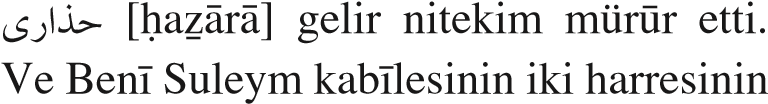 حذارى [ḥaẕārā] gelir nitekim mürūr etti.
Ve Benī Suleym kabīlesinin iki harresinin